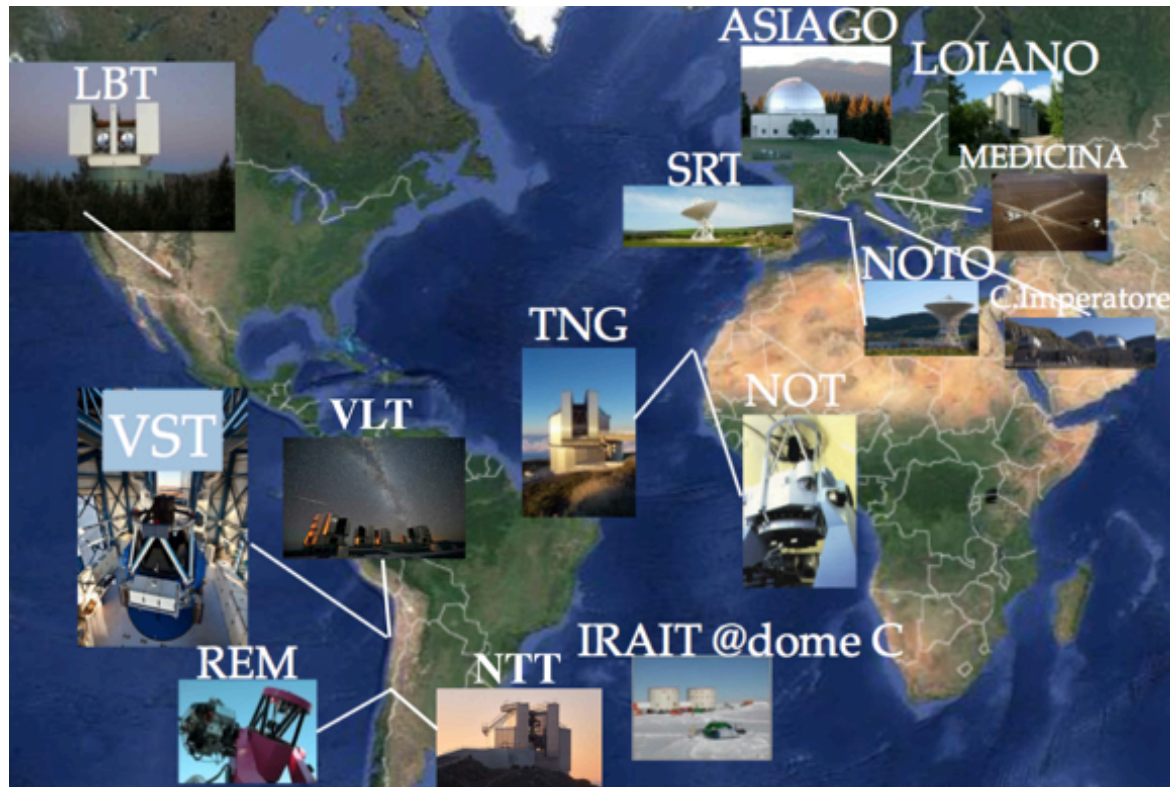 ASIAGO
LOIANO
LBT
MEDICINA
SRT
NOTO
C.Imperatore
TNG
NOT
VST
VLT
IRAIT @dome C
REM
NTT